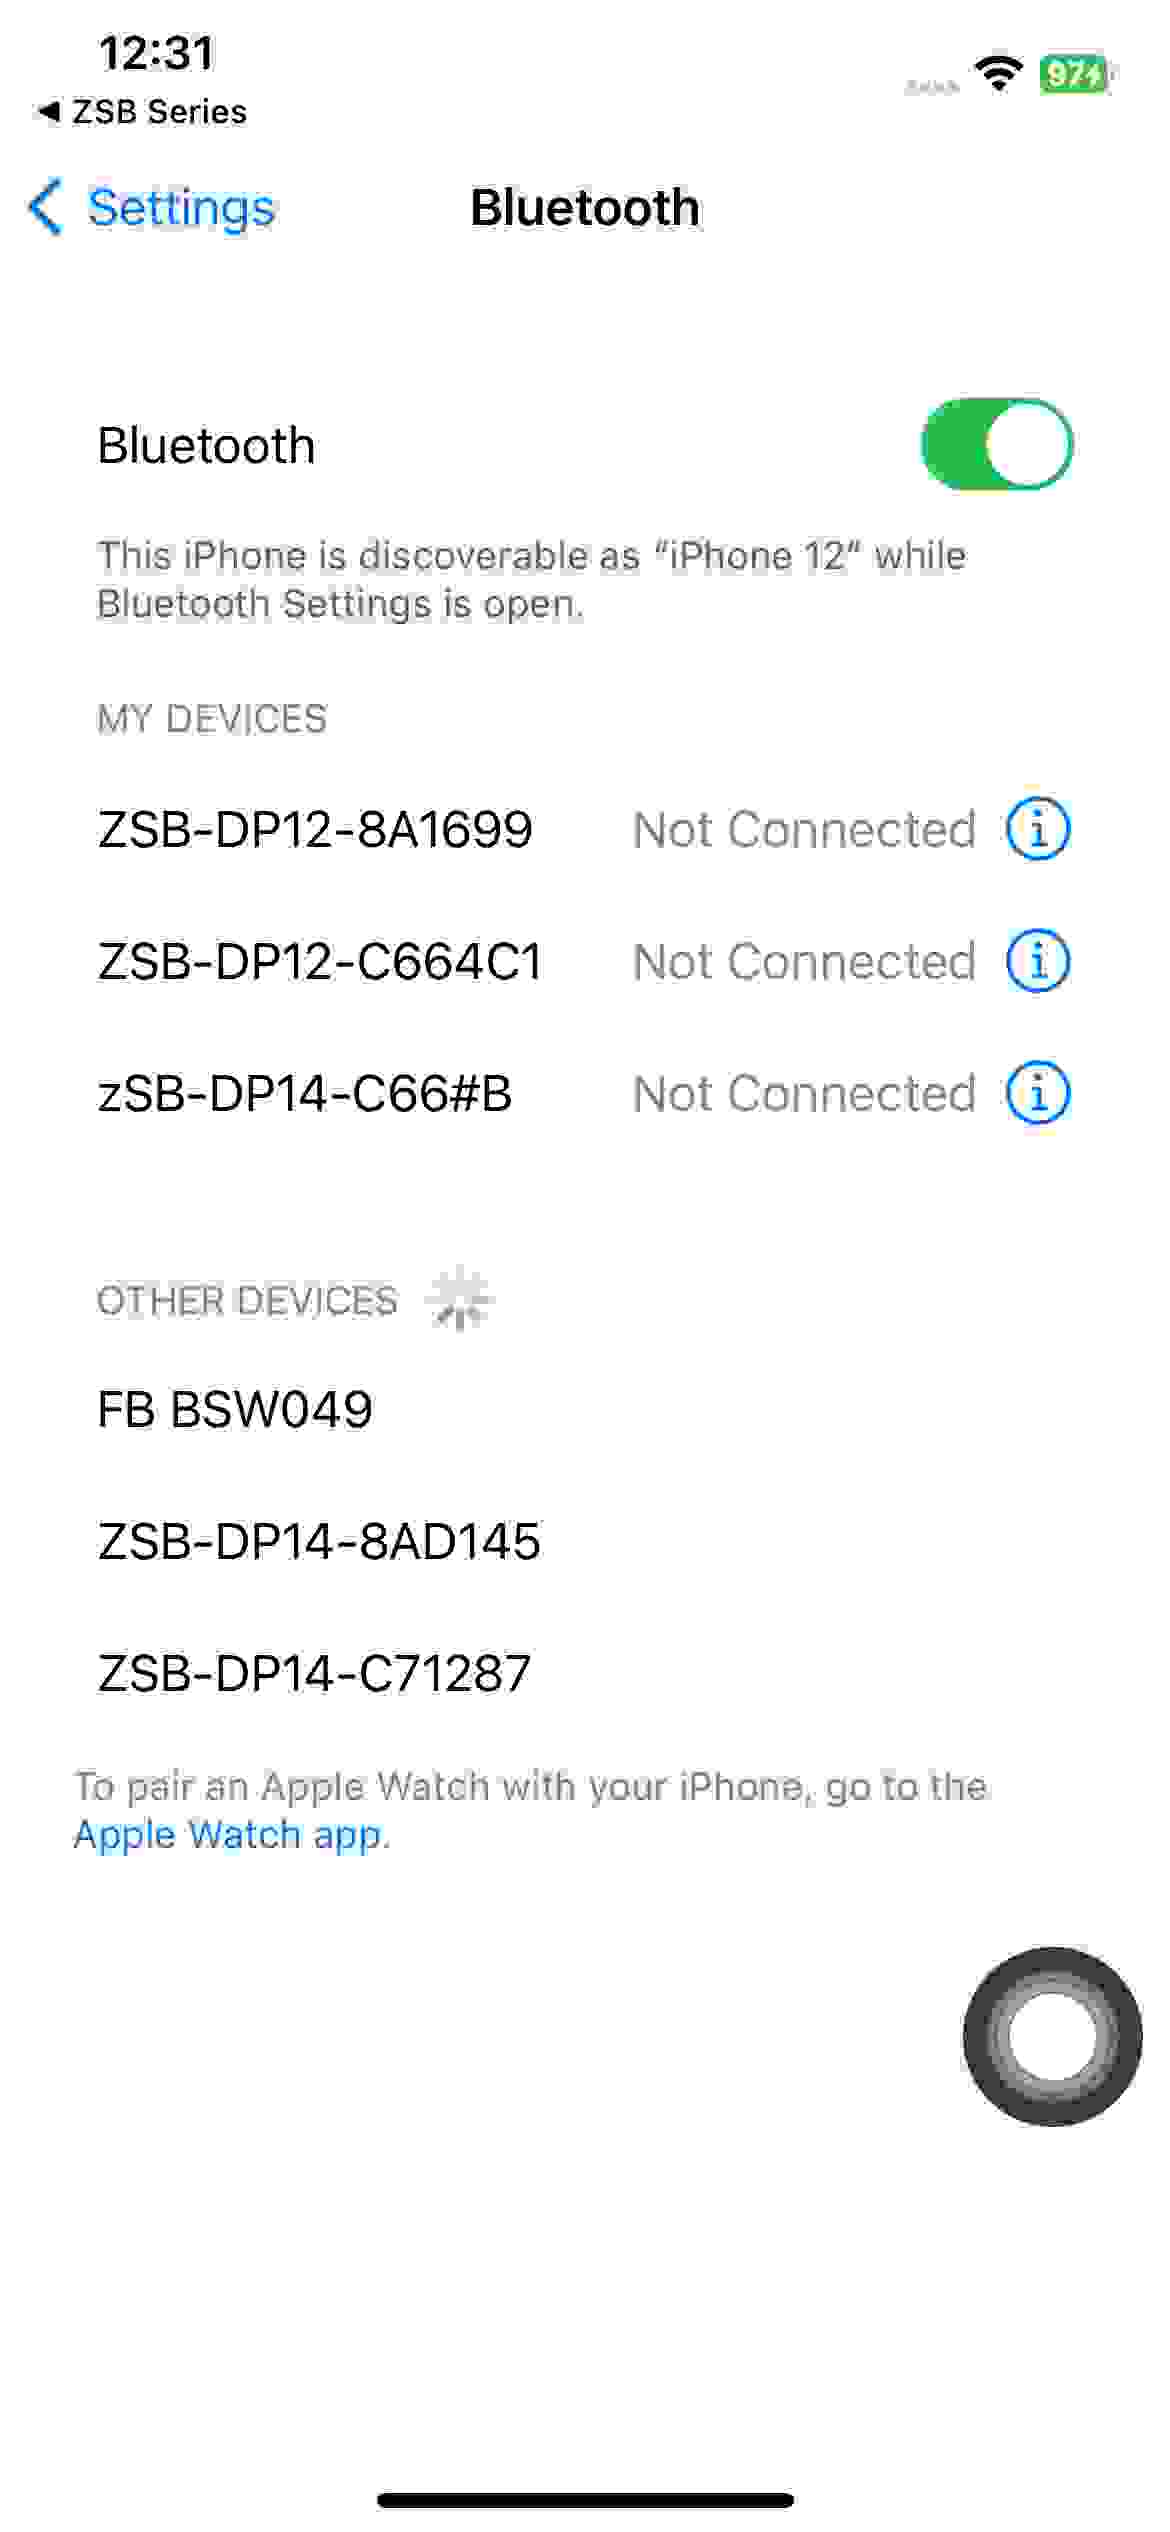 12:31
97
◀ ZSB Series
Settings
Bluetooth
Bluetooth
This iPhone is discoverable as “iPhone 12” while
Bluetooth Settings is open.
MY DEVICES
ZSB-DP12-8A1699 Not Connected
ZSB-DP12-C664C1 Not Connected
zSB-DP14-C66#B Not Connected
OTHER DEVICES
FB BSW049
ZSB-DP14-8AD145
ZSB-DP14-C71287
To pair an Apple Watch with your iPhone, go to the
Apple Watch app.